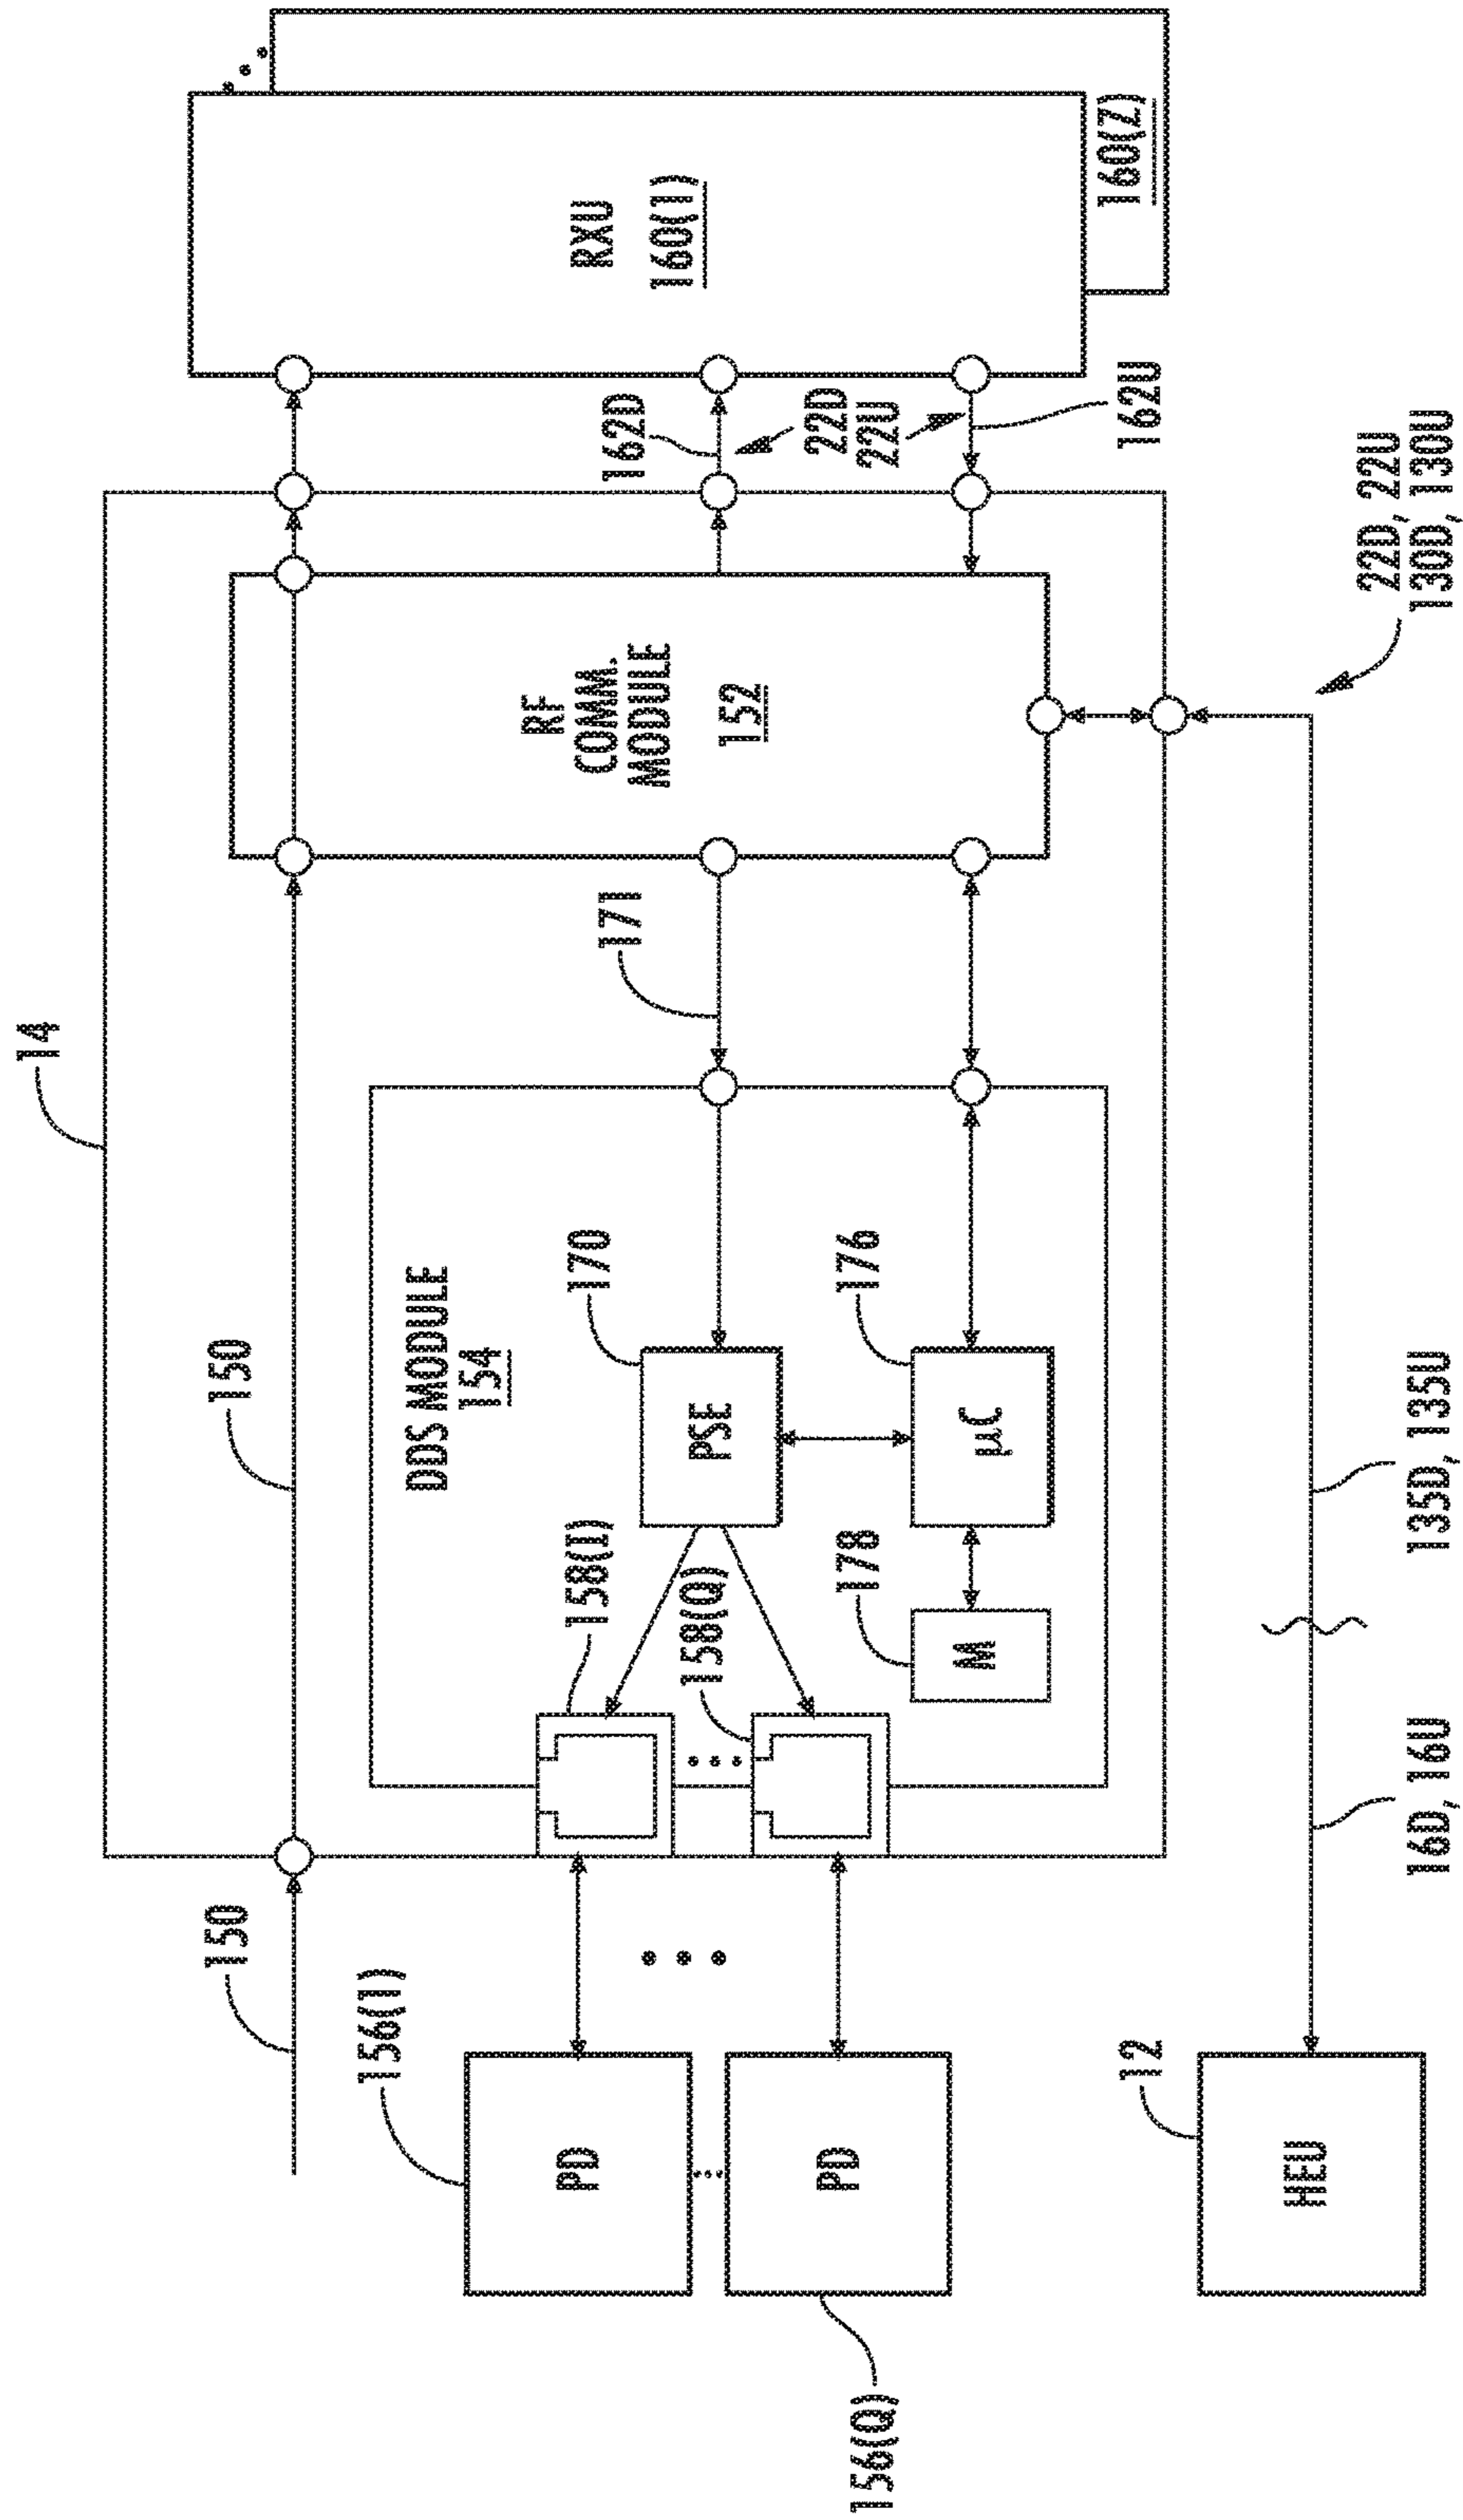 14
150
150
DDS MODULE
154
170
PSE
176
µC
178
M
158(1)
158(Q)
171
RF
COMM.
MODULE
152
162D
22D
22U
162U
RXU
160(1)
160(Z)
22D, 22U
130D, 130U
156(1)
PD
PD
156(Q)
12
HEU
16D, 16U
135D, 135U